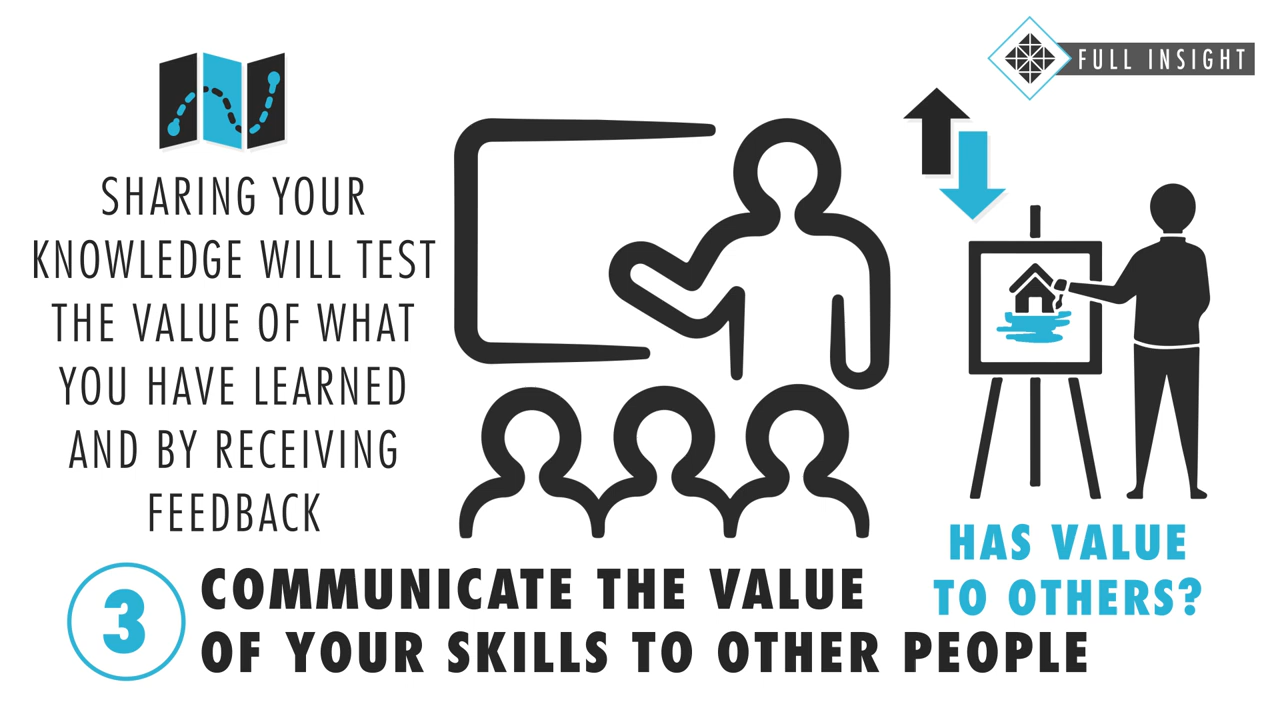 FULL INSIGHT
SHARING YOUR
KNOWLEDGE WILL TEST
THE VALUE OF WHAT
YOU HAVE LEARNED
AND BY RECEIVING
FEEDBACK
HAS VALUE
TO OTHERS?
3
COMMUNICATE THE VALUE
OF YOUR SKILLS TO OTHER PEOPLE